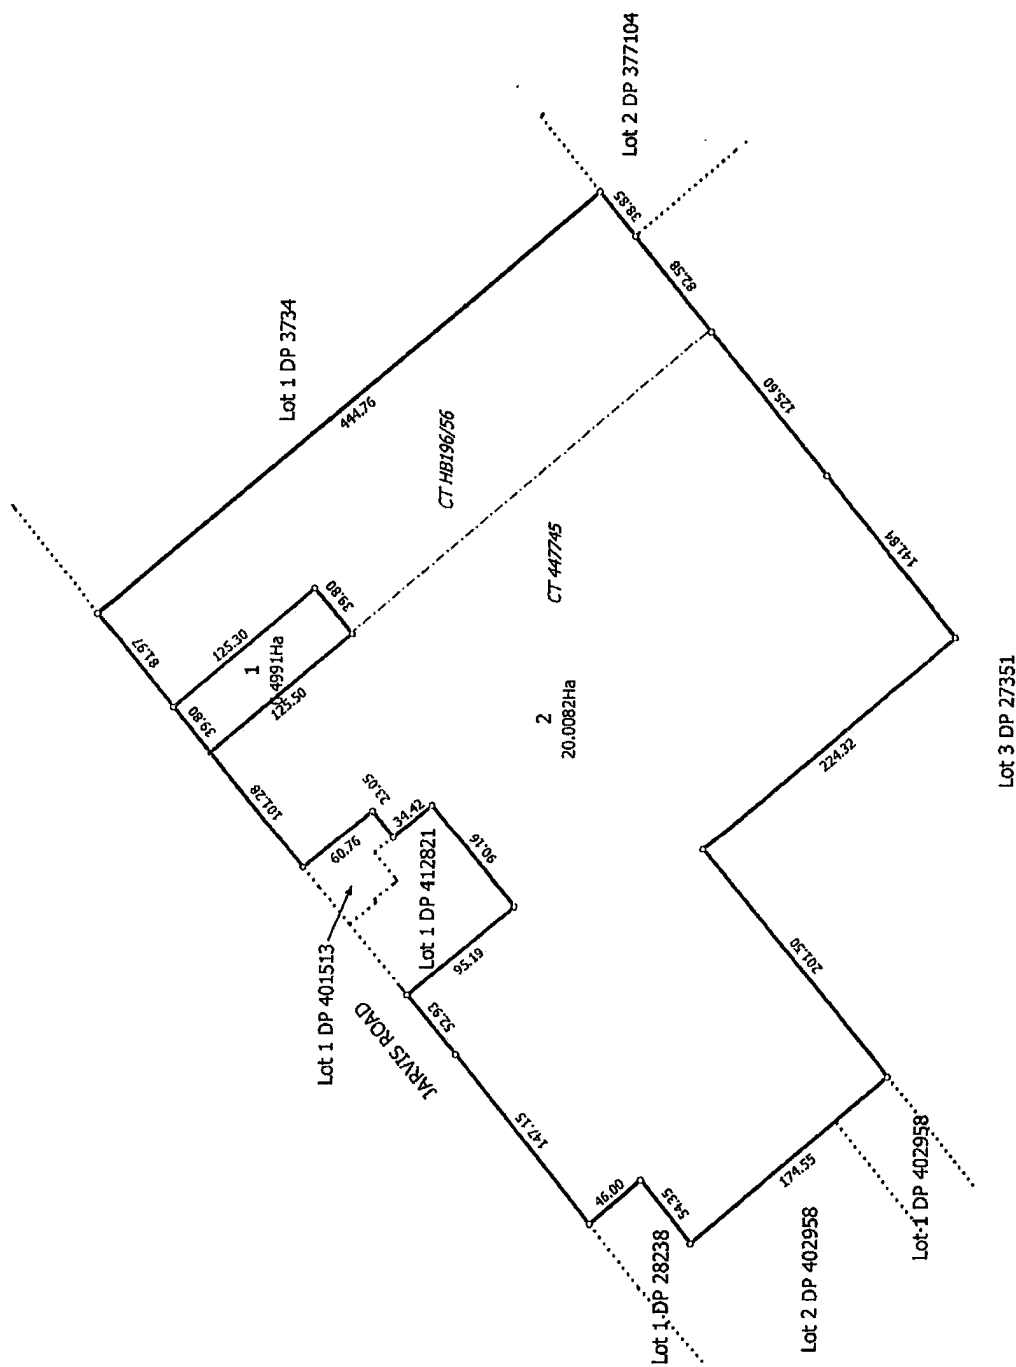 Lot 2 DP 377104
38.85
82.58
Lot 1 DP 3734
444.76
CT HB196/56
125.60
CT 447745
141.84
81.97
125.30
39.80
1
4991Ha
125.50
39.80
101.28
2
20.0082Ha
224.32
Lot 3 DP 27351
23.05
60.76
34.42
Lot 1 DP 412821
90.16
Lot 1 DP 401513
95.19
JARVIS ROAD
52.93
201.50
147.15
46.00
54.35
174.55
Lot 1 DP 402958
Lot 1 DP 28238
Lot 2 DP 402958